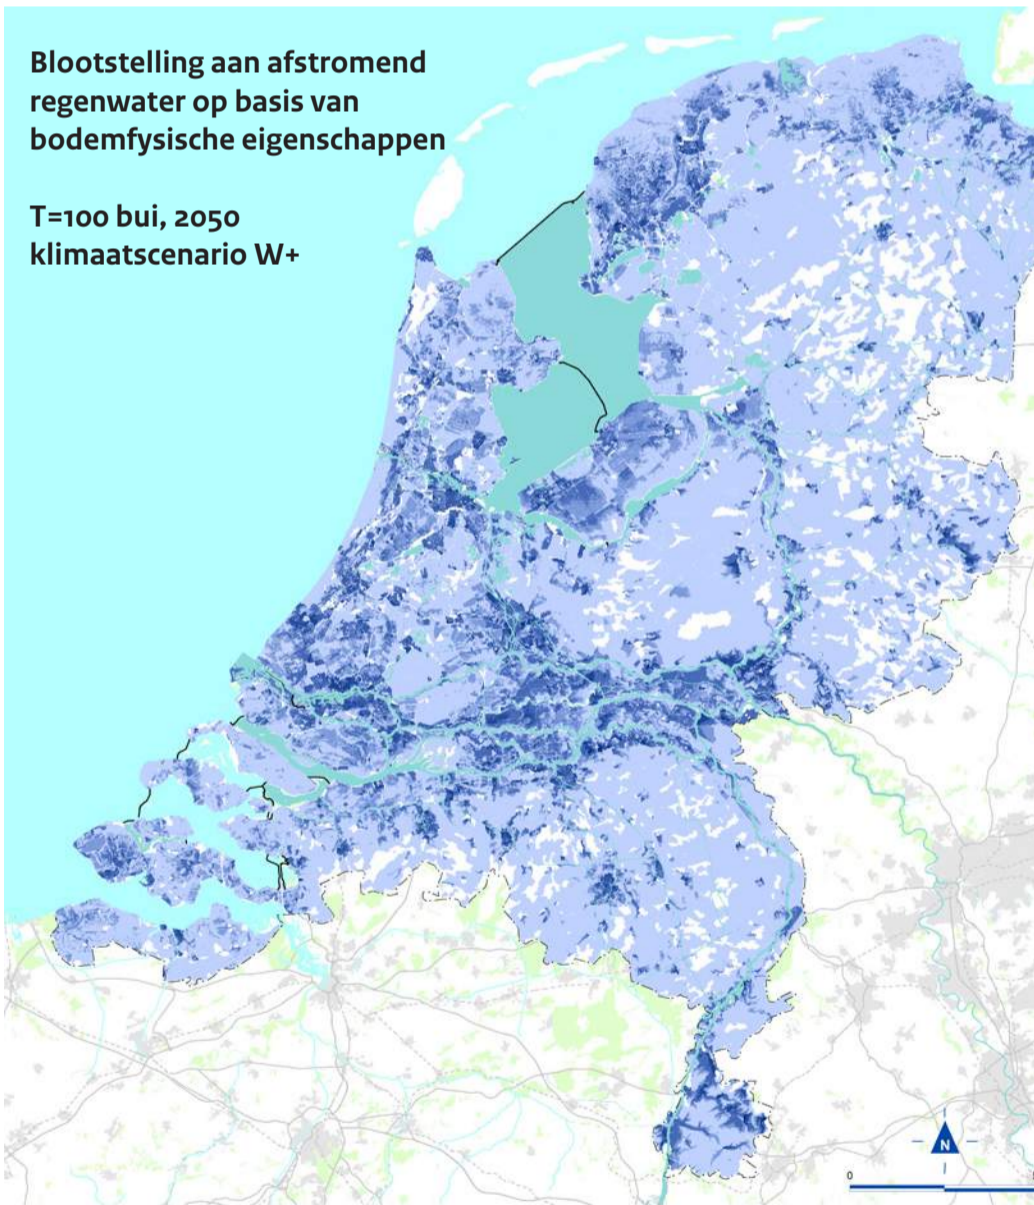 Blootstelling aan afstromend
regenwater op basis van
bodemfysische eigenschappen
T=100 bui, 2050
klimaatscenario W+
N
0